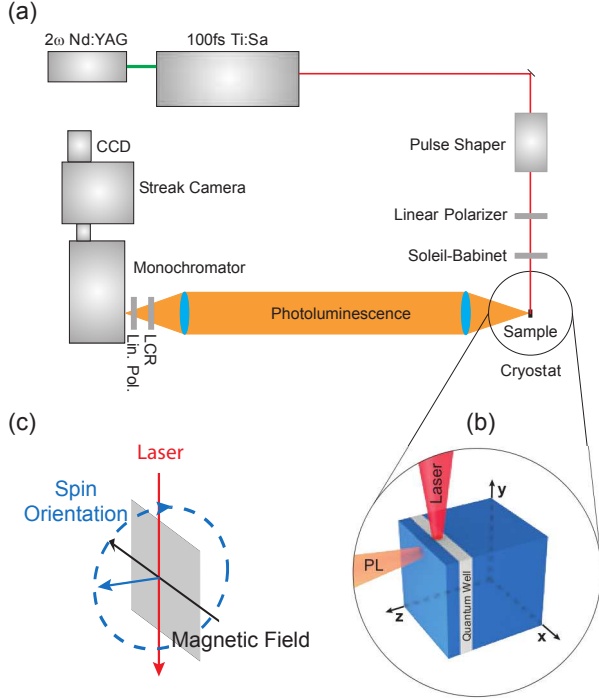 (a)
2ω Nd:YAG
100fs Ti:Sa
CCD
Streak Camera
Monochromator
Lin. Pol.
LCR
Photoluminescence
Pulse Shaper
Linear Polarizer
Soleil-Babinet
Sample
Cryostat
(c)
Laser
Spin
Orientation
Magnetic Field
(b)
Laser
PL
Quantum Well
y
z
x